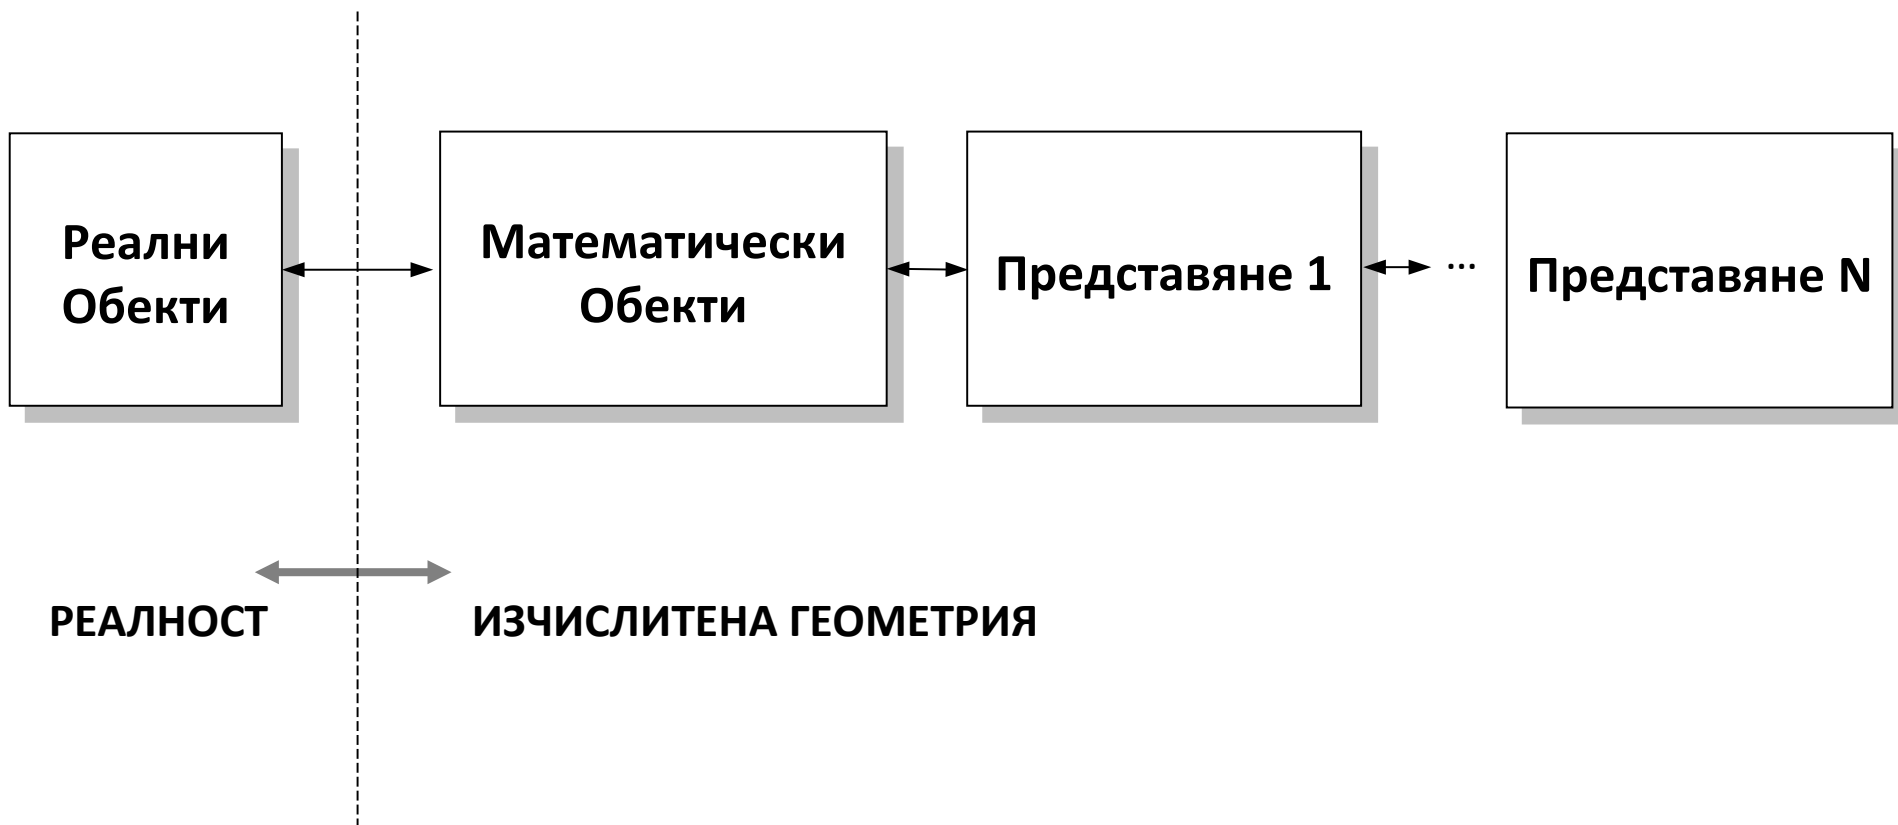 Реални
Обекти
Математически
Обекти
Представяне 1
...
Представяне N
РЕАЛНОСТ
ИЗЧИСЛИТЕНА ГЕОМЕТРИЯ